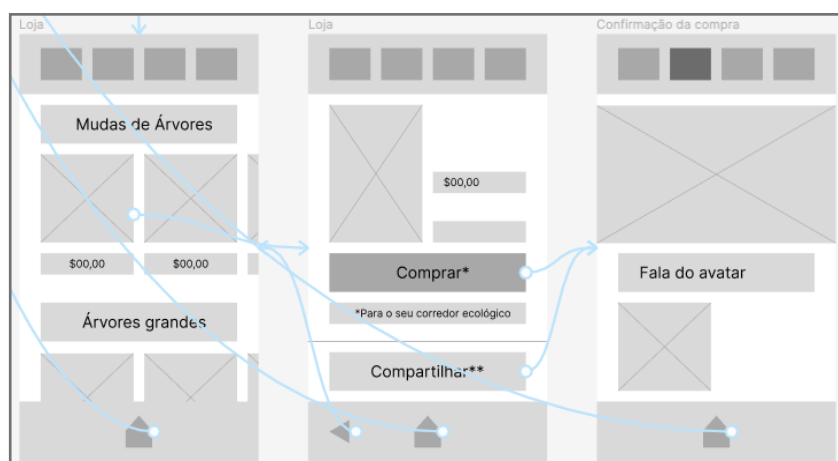 Loja
Mudas de Árvores
$00,00
$00,00
Árvores grandes
Loja
$00,00
Comprar*
*Para o seu corredor ecológico
Compartilhar**
Confirmação da compra
Fala do avatar